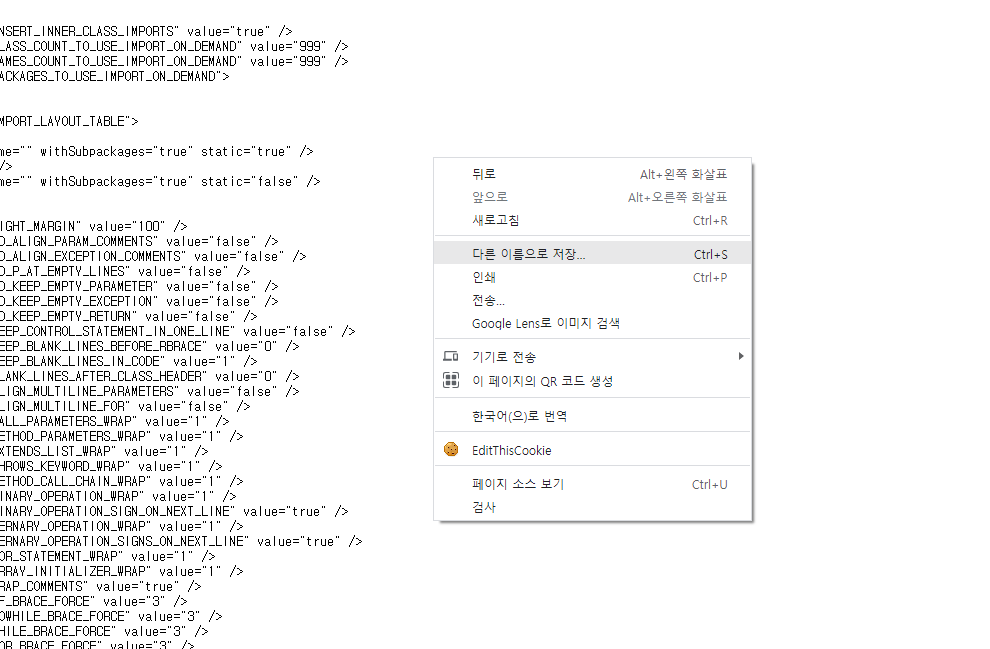 NSERT_INNER_CLASS_IMPORTS" value="true" />
LASS_COUNT_TO_USE_IMPORT_ON_DEMAND" value="999" />
AMES_COUNT_TO_USE_IMPORT_ON_DEMAND" value="999" />
ACKAGES_TO_USE_IMPORT_ON_DEMAND">
MPORT_LAYOUT_TABLE">
me="" withSubpackages="true" static="true" />
/>
me="" withSubpackages="true" static="false" />
IGHT_MARGIN" value="100" />
D_ALIGN_PARAM_COMMENTS" value="false" />
D_ALIGN_EXCEPTION_COMMENTS" value="false" />
D_P_AT_EMPTY_LINES" value="false" />
D_KEEP_EMPTY_PARAMETER" value="false" />
D_KEEP_EMPTY_EXCEPTION" value="false" />
D_KEEP_EMPTY_RETURN" value="false" />
EEP_CONTROL_STATEMENT_IN_ONE_LINE" value="false" />
EEP_BLANK_LINES_BEFORE_RBRACE" value="0" />
EEP_BLANK_LINES_IN_CODE" value="1" />
LANK_LINES_AFTER_CLASS_HEADER" value="0" />
LIGN_MULTILINE_PARAMETERS" value="false" />
LIGN_MULTILINE_FOR" value="false" />
ALL_PARAMETERS_WRAP" value="1" />
ETHOD_PARAMETERS_WRAP" value="1" />
XTENDS_LIST_WRAP" value="1" />
HROWS_KEYWORD_WRAP" value="1" />
ETHOD_CALL_CHAIN_WRAP" value="1" />
INARY_OPERATION_WRAP" value="1" />
INARY_OPERATION_SIGN_ON_NEXT_LINE" value="true" />
ERNARY_OPERATION_WRAP" value="1" />
ERNARY_OPERATION_SIGNS_ON_NEXT_LINE" value="true" />
OR_STATEMENT_WRAP" value="1" />
RRAY_INITIALIZER_WRAP" value="1" />
RAP_COMMENTS" value="true" />
F_BRACE_FORCE" value="3" />
OWHILE_BRACE_FORCE" value="3" />
HILE_BRACE_FORCE" value="3" />
OR_BRACE_FORCE" value="3" />
뒤로 Alt+왼쪽 화살표
앞으로 Alt+오른쪽 화살표
새로고침 Ctrl+R
다른 이름으로 저장... Ctrl+S
인쇄 Ctrl+P
전송...
Google Lens로 이미지 검색
기기로 전송
이 페이지의 QR 코드 생성
한국어(으)로 번역
EditThisCookie
페이지 소스 보기 Ctrl+U
검사